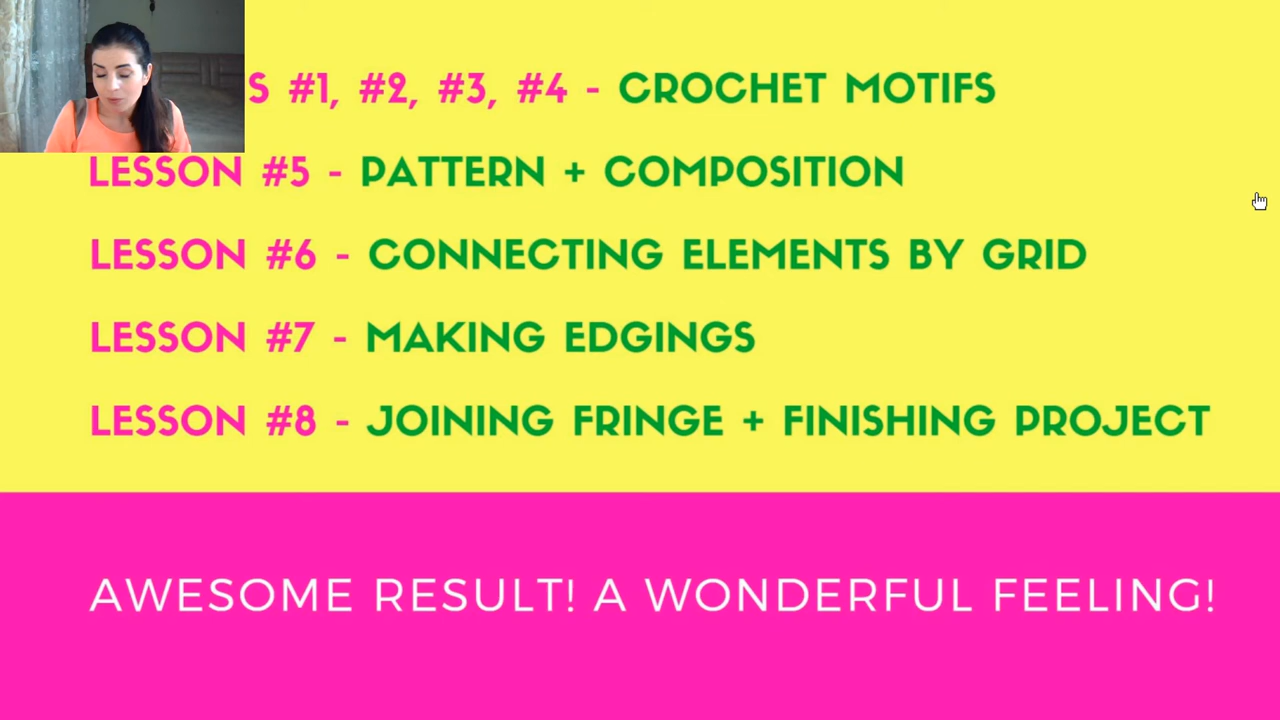 S #1, #2, #3, #4 - CROCHET MOTIFS
LESSON #5 - PATTERN + COMPOSITION
LESSON #6 - CONNECTING ELEMENTS BY GRID
LESSON #7 - MAKING EDGINGS
LESSON #8 - JOINING FRINGE + FINISHING PROJECT
AWESOME RESULT! A WONDERFUL FEELING!